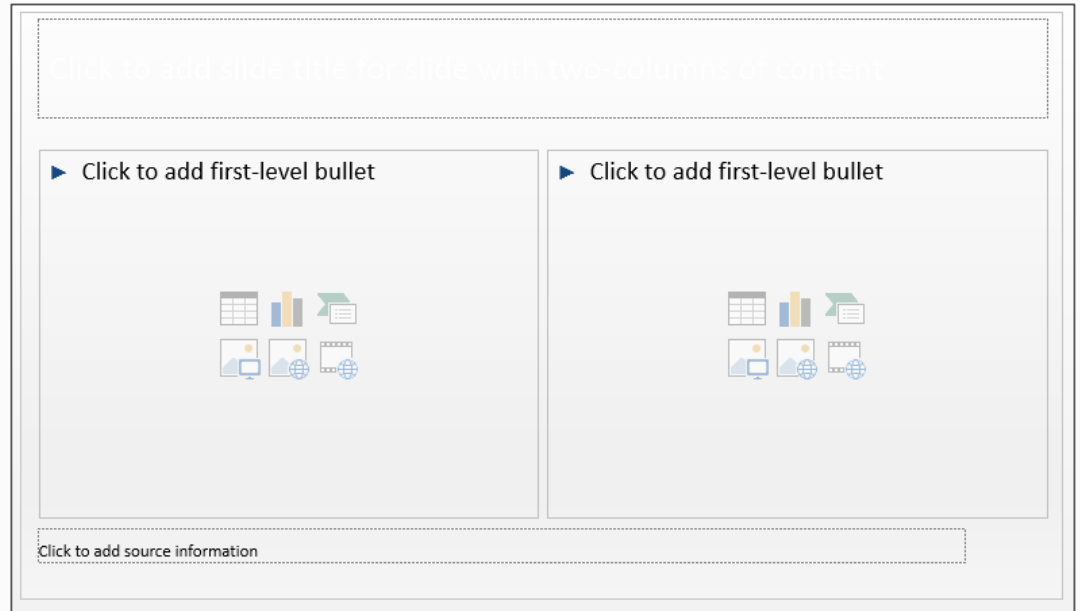 Click to add slide title for slide with two-columns of content
Click to add first-level bullet
Click to add first-level bullet
Click to add source information